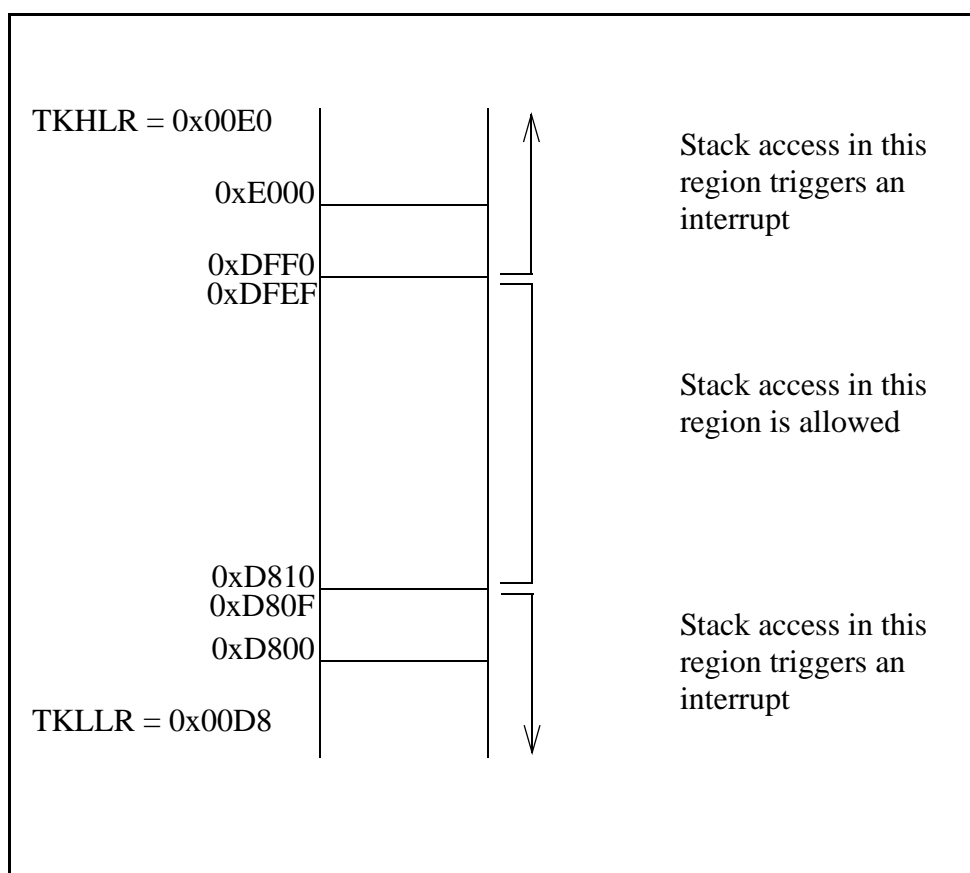 TKHLR = 0x00E0
Stack access in this
region triggers an
interrupt
0xE000
0xDFF0
0xDFEF
Stack access in this
region is allowed
0xD810
0xD80F
0xD800
Stack access in this
region triggers an
interrupt
TKLLR = 0x00D8